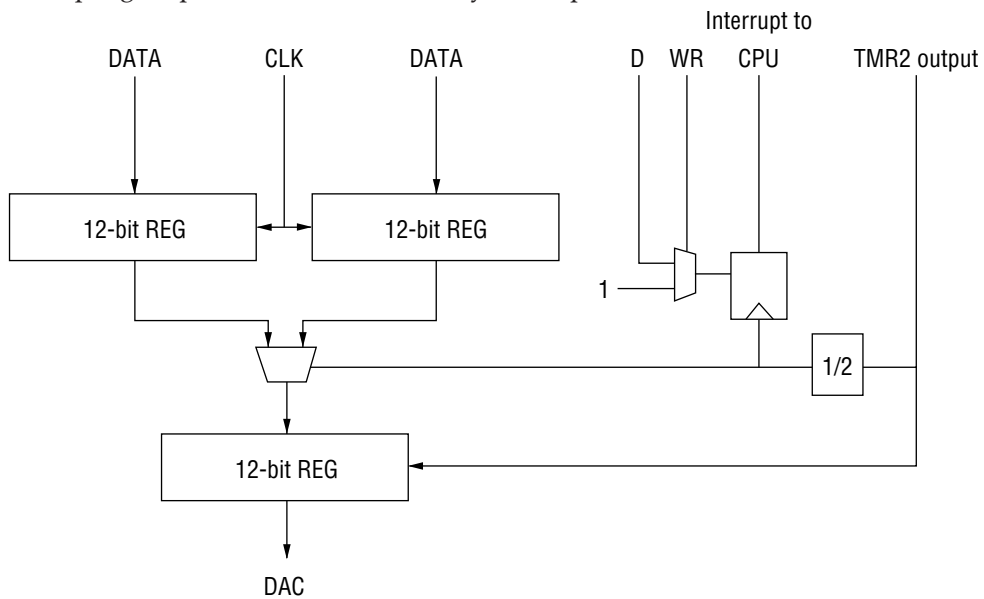 Interrupt to
DATA CLK DATA D WR CPU TMR2 output
12-bit REG 12-bit REG
1
1/2
12-bit REG
DAC